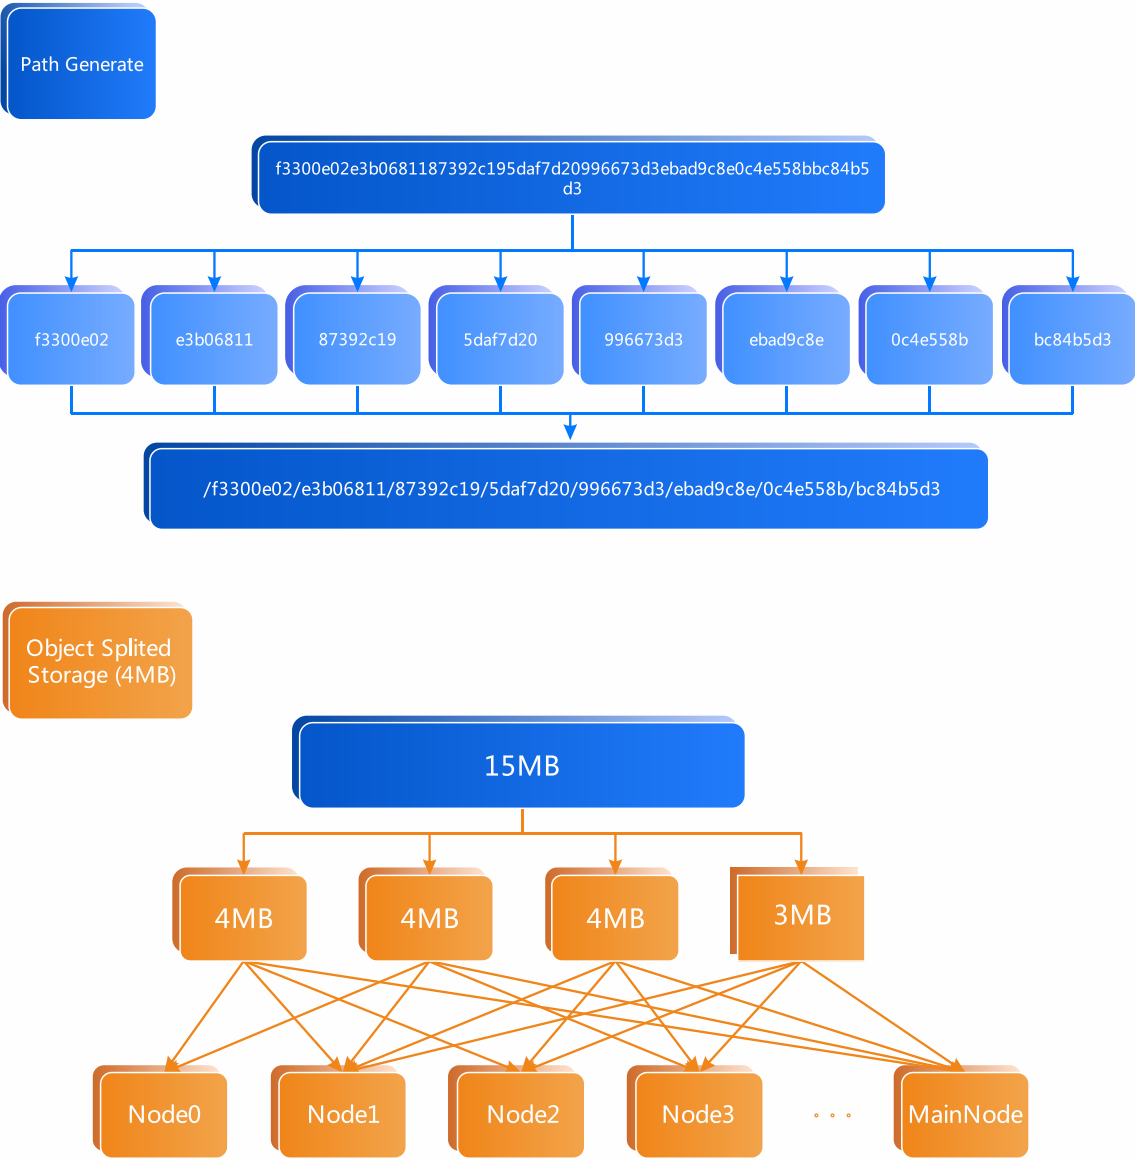 Path Generate
f3300e02e3b0681187392c195daf7d20996673d3ebad9c8e0c4e558bbc84b5
d3
f3300e02
e3b06811
87392c19
5daf7d20
996673d3
ebad9c8e
0c4e558b
bc84b5d3
/f3300e02/e3b06811/87392c19/5daf7d20/996673d3/ebad9c8e/0c4e558b/bc84b5d3
Object Splited
Storage (4MB)
15MB
4MB
4MB
4MB
3MB
Node0
Node1
Node2
Node3
。。。
MainNode